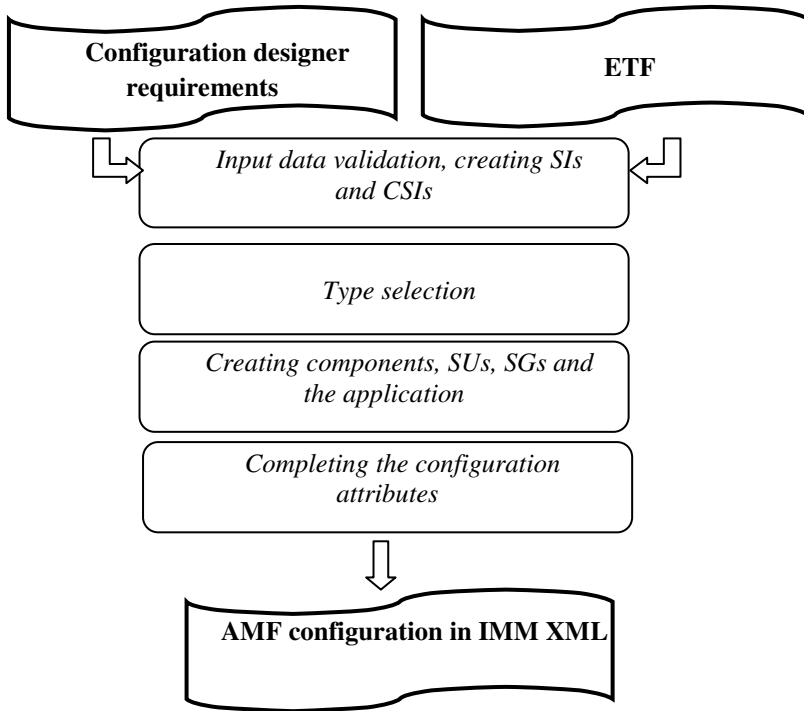 Configuration designer
requirements
ETF
Input data validation, creating SIs
and CSIs
Type selection
Creating components, SUs, SGs and
the application
Completing the configuration
attributes
AMF configuration in IMM XML